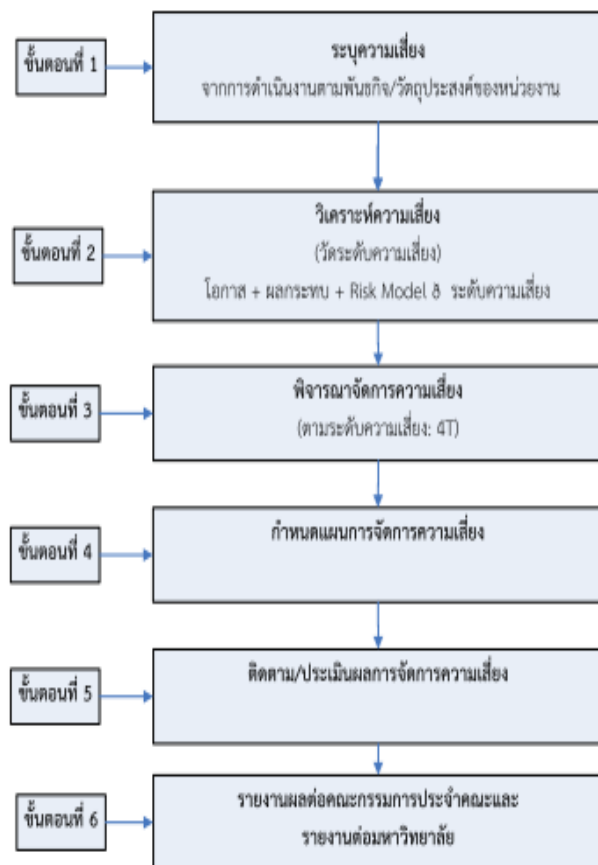 ขั้นตอนที่ 1
ระบุความเสี่ยง
จากการดำเนินงานตามพันธกิจ/วัตถุประสงค์ของหน่วยงาน
ขั้นตอนที่ 2
วิเคราะห์ความเสี่ยง
(วัดระดับความเสี่ยง)
โอกาส + ผลกระทบ + Risk Model ð ระดับความเสี่ยง
ขั้นตอนที่ 3
พิจารณาจัดการความเสี่ยง
(ตามระดับความเสี่ยง: 4T)
ขั้นตอนที่ 4
กำหนดแผนการจัดการความเสี่ยง
ขั้นตอนที่ 5
ติดตาม/ประเมินผลการจัดการความเสี่ยง
ขั้นตอนที่ 6
รายงานผลต่อคณะกรรมการประจำคณะและ
รายงานต่อมหาวิทยาลัย